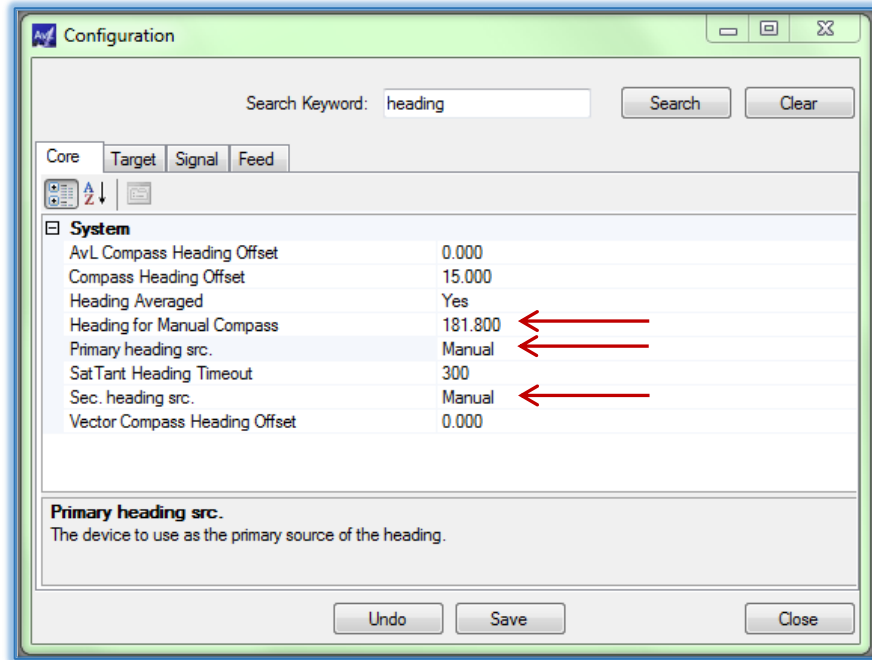 AvL Configuration
Search Keyword: heading Search Clear
Core Target Signal Feed
A Z
System
AvL Compass Heading Offset 0.000
Compass Heading Offset 15.000
Heading Averaged Yes
Heading for Manual Compass 181.800
Primary heading src. Manual
SatTant Heading Timeout 300
Sec. heading src. Manual
Vector Compass Heading Offset 0.000
Primary heading src.
The device to use as the primary source of the heading.
Undo Save Close